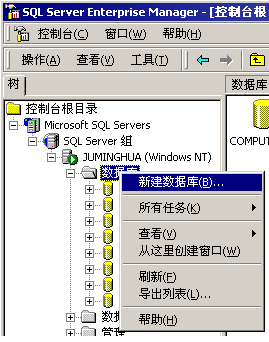 SQL Server Enterprise Manager - [控制台根
控制台(C) 窗口(W) 帮助(H)
操作(A) 查看(V) 工具(T)
树
数据库
控制台根目录
Microsoft SQL Servers
SQL Server 组
JUMINGHUA (Windows NT)
COMPUT
新建数据库(B)...
所有任务(K)
查看(V)
从这里创建窗口(W)
刷新(F)
导出列表(L)...
帮助(H)
数据
管理